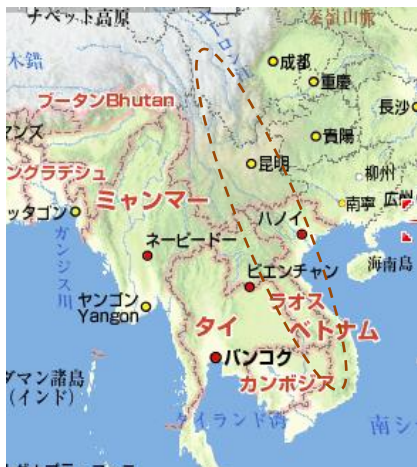 チベット高原
秦嶺山脈
木錯
成都
重慶
ブータンBhutan
長沙
マンズ
貴陽
ングラデシュ
昆明
柳州
ミャンマー
ッタゴン
南寧
広州
ハノイ
ガンジス川
ネーピードー
海南島
ビエンチャン
ヤンゴン
Yangon
ラオス
タイ
ベトナム
バンコク
ダマン諸島
(インド)
カンボジア
タイランド湾
南シ